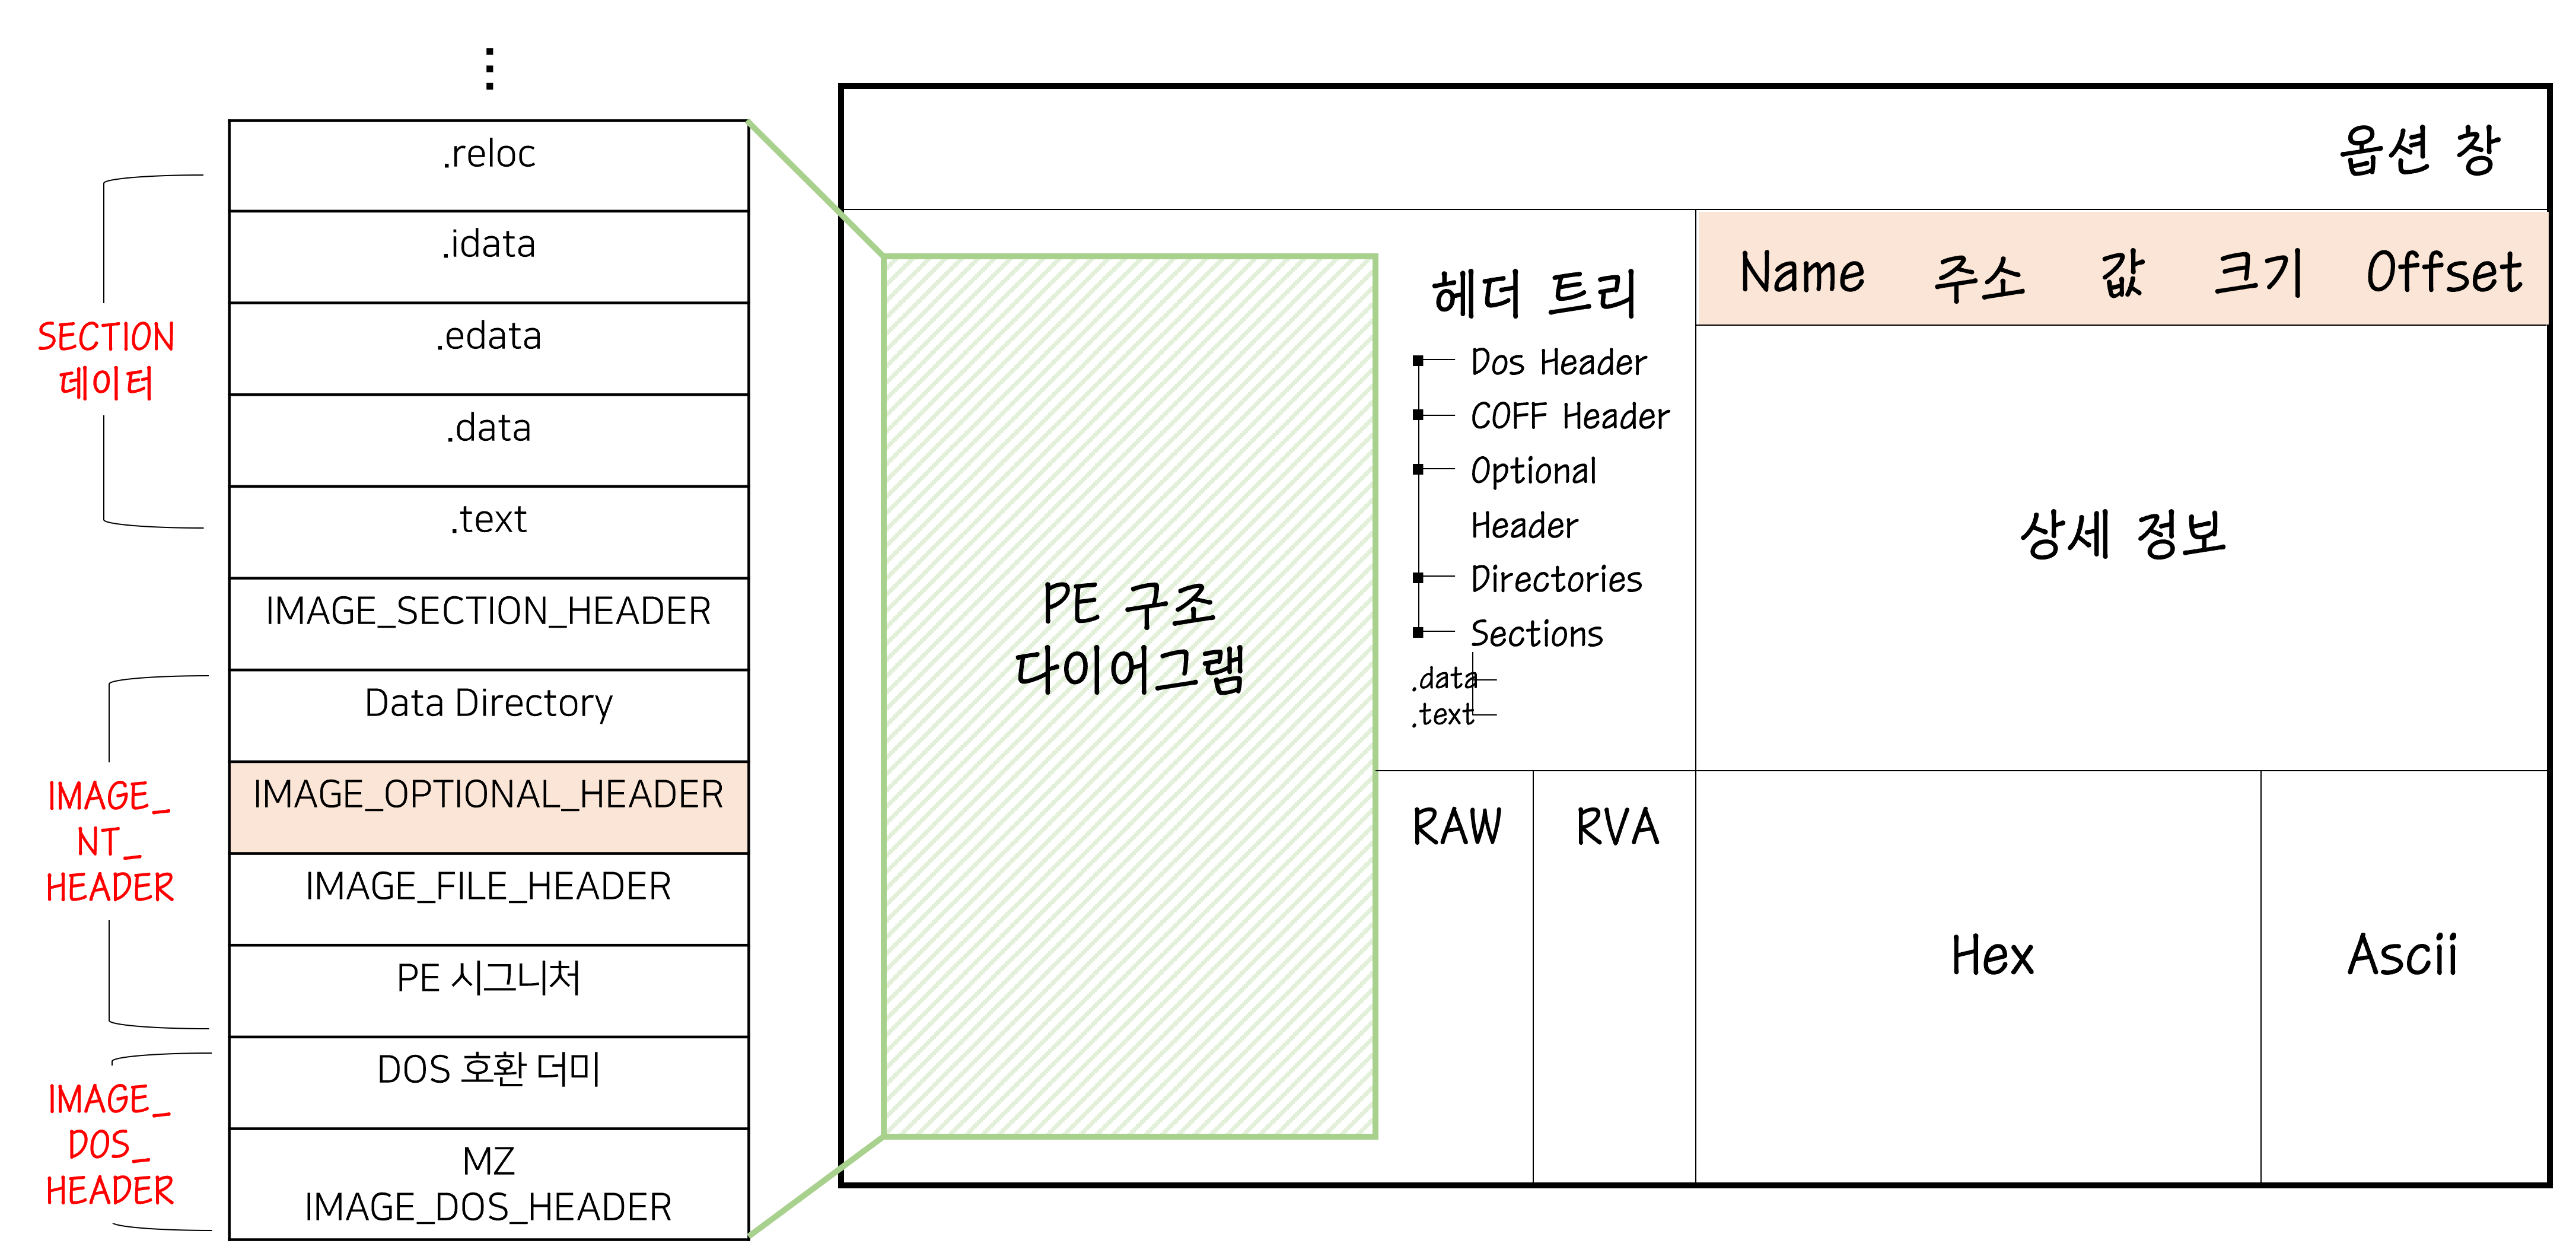 ⋮
.reloc
.idata
.edata
.data
.text
IMAGE_SECTION_HEADER
Data Directory
IMAGE_OPTIONAL_HEADER
IMAGE_FILE_HEADER
PE 시그니처
DOS 호환 더미
MZ
IMAGE_DOS_HEADER
SECTION
데이터
IMAGE_
NT_
HEADER
IMAGE_
DOS_
HEADER
옵션 창
PE 구조
다이어그램
헤더 트리
Dos Header
COFF Header
Optional
Header
Directories
Sections
.data
.text
Name 주소 값 크기 Offset
상세 정보
RAW
RVA
Hex
Ascii